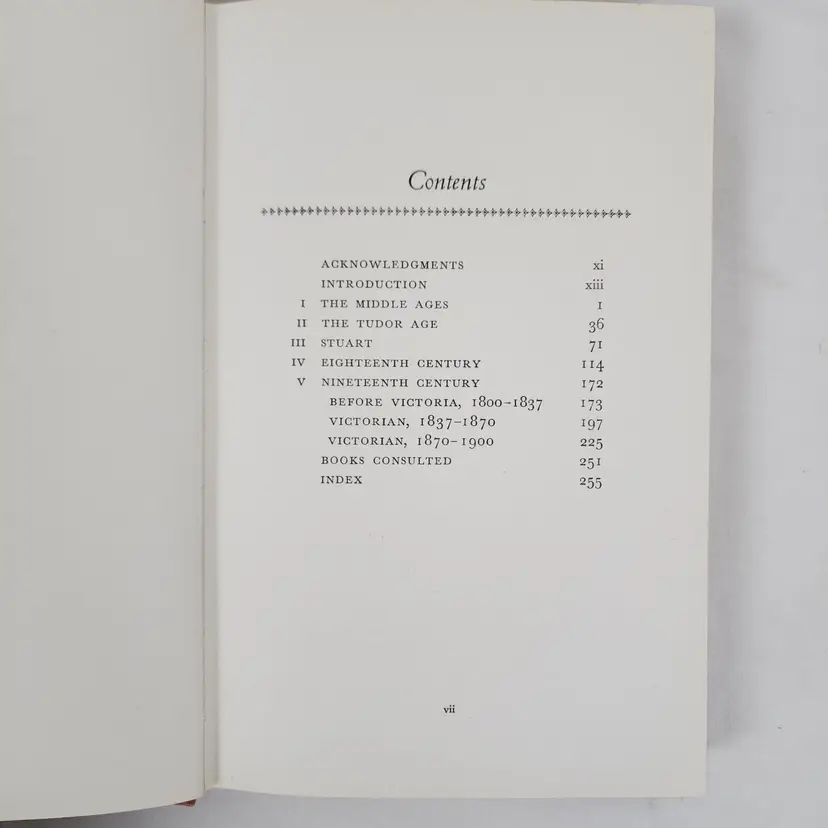 Contents
ACKNOWLEDGMENTS xi
INTRODUCTION xiii
I THE MIDDLE AGES 1
II THE TUDOR AGE 36
III STUART 71
IV EIGHTEENTH CENTURY 114
V NINETEENTH CENTURY 172
BEFORE VICTORIA, 1800–1837 173
VICTORIAN, 1837–1870 197
VICTORIAN, 1870–1900 225
BOOKS CONSULTED 251
INDEX 255
vii